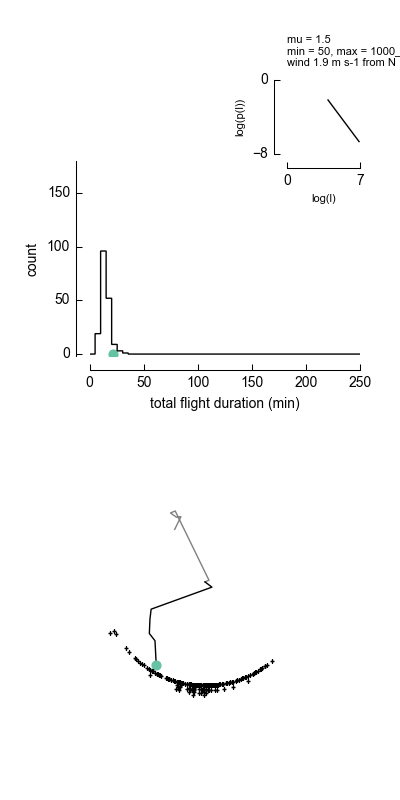 mu = 1.5
min = 50, max = 1000_
wind 1.9 m s-1 from N
0
log(p(l))
−8
0 7
log(l)
150
100
50
0
count
0 50 100 150 200 250
total flight duration (min)